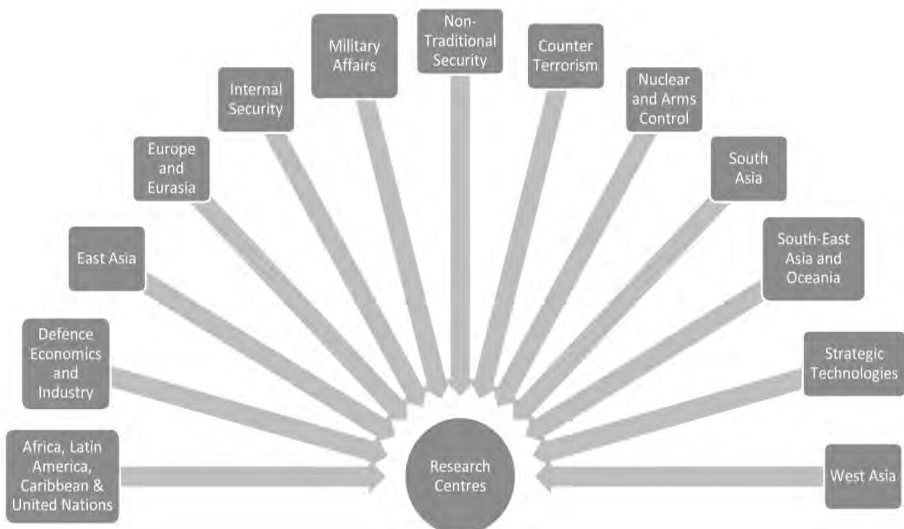 Non-
Traditional
Security
Military
Affairs
Counter
Terrorism
Internal
Security
Nuclear
and Arms
Control
Europe
and
Eurasia
South
Asia
East Asia
South-East
Asia and
Oceania
Defence
Economics
and
Industry
Strategic
Technologies
Africa, Latin
America,
Caribbean &
United Nations
Research
Centres
West Asia